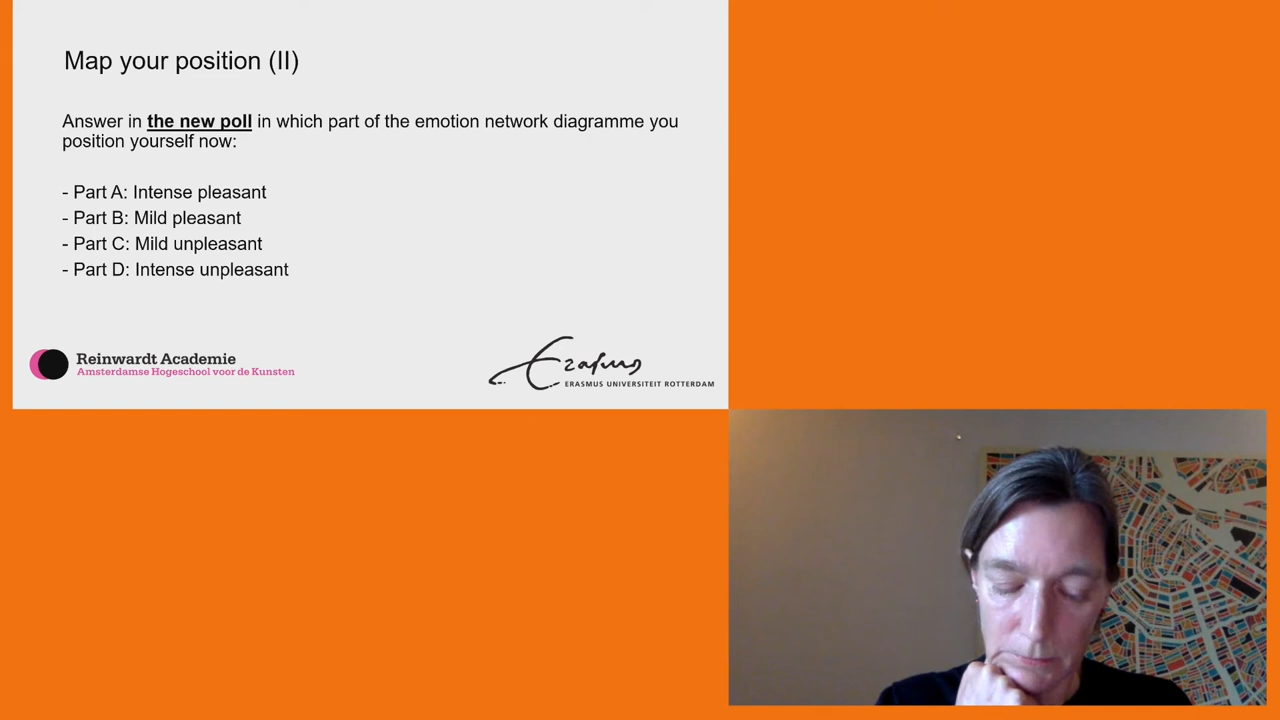 Map your position (II)
Answer in the new poll in which part of the emotion network diagramme you
position yourself now:
- Part A: Intense pleasant
- Part B: Mild pleasant
- Part C: Mild unpleasant
- Part D: Intense unpleasant
Reinwardt Academie
Amsterdamse Hogeschool voor de Kunsten
Erasmus
ERASMUS UNIVERSITEIT ROTTERDAM